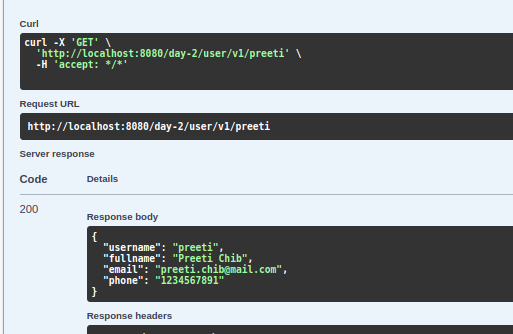 Curl
curl -X 'GET' \
'http://localhost:8080/day-2/user/v1/preeti' \
-H 'accept: */*'
Request URL
http://localhost:8080/day-2/user/v1/preeti
Server response
Code Details
200
Response body
{
"username": "preeti",
"fullname": "Preeti Chib",
"email": "preeti.chib@mail.com",
"phone": "1234567891"
}
Response headers